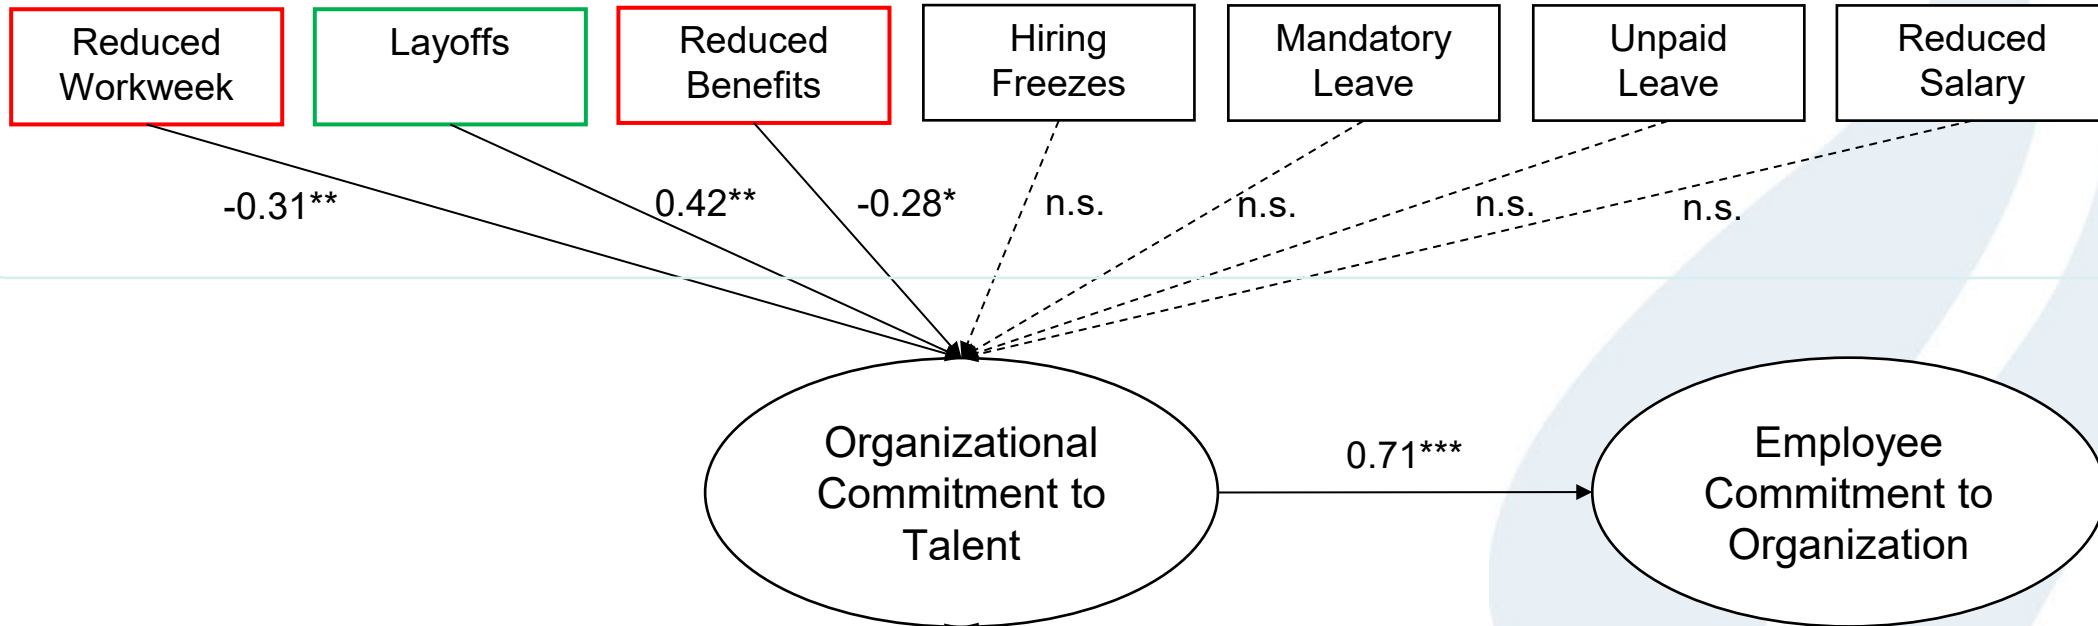 Reduced
Workweek
Layoffs
Reduced
Benefits
Hiring
Freezes
Mandatory
Leave
Unpaid
Leave
Reduced
Salary
-0.31**
0.42**
-0.28*
n.s.
n.s.
n.s.
n.s.
Organizational
Commitment to
Talent
0.71***
Employee
Commitment to
Organization